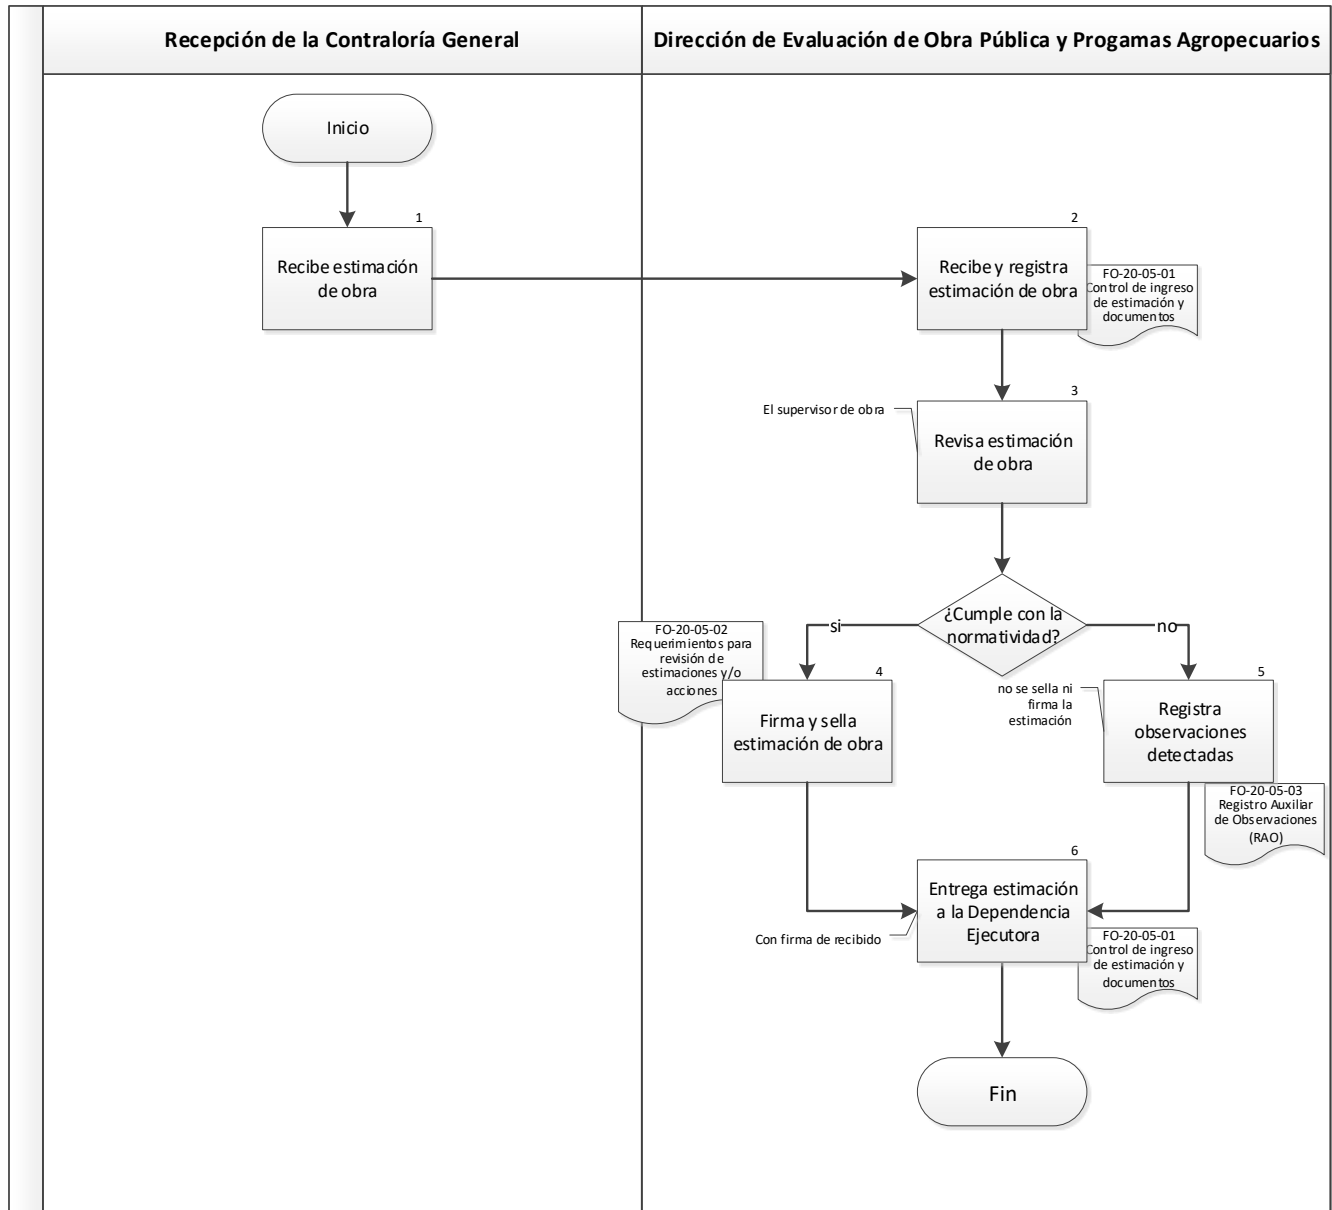 Recepción de la Contraloría General
Dirección de Evaluación de Obra Pública y Progamas Agropecuarios
Inicio
1
Recibe estimación
de obra
2
Recibe y registra
estimación de obra
FO-20-05-01
Control de ingreso
de estimación y
documentos
El supervisor de obra
3
Revisa estimación
de obra
¿Cumple con la
normatividad?
si
no
FO-20-05-02
Requerimientos para
revisión de
estimaciones y/o
acciones
4
Firma y sella
estimación de obra
no se sella ni
firma la
estimación
5
Registra
observaciones
detectadas
FO-20-05-03
Registro Auxiliar
de Observaciones
(RAO)
6
Entrega estimación
a la Dependencia
Ejecutora
Con firma de recibido
FO-20-05-01
Control de ingreso
de estimación y
documentos
Fin